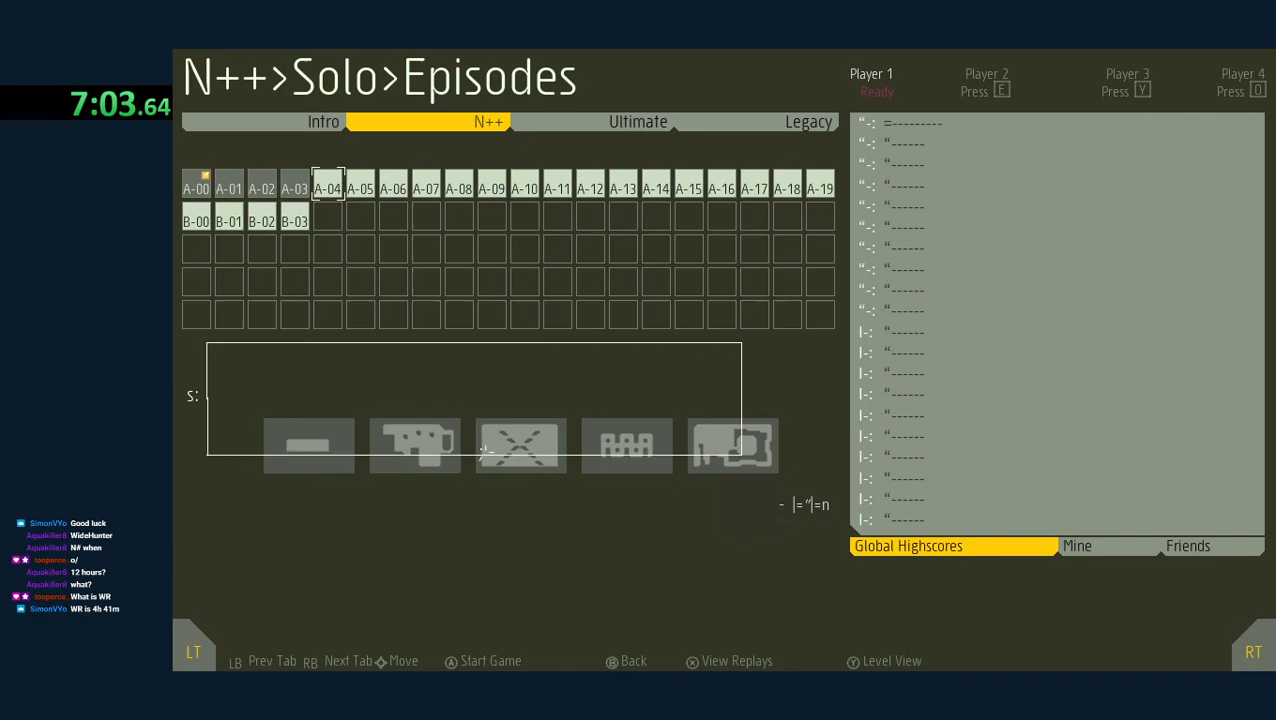 N++>Solo>Episodes
Player 1
Ready
Player 2
Press E
Player 3
Press Y
Player 4
Press O
7:03.64
Intro
N++
Ultimate
Legacy
A-00 A-01 A-02 A-03 A-04 A-05 A-06 A-07 A-08 A-09 A-10 A-11 A-12 A-13 A-14 A-15 A-16 A-17 A-18 A-19
B-00 B-01 B-02 B-03
s:
Global Highscores
Mine
Friends
SimonVYo Good luck
Aquakiller8 WideHunter
Aquakiller8 N# when
tooperce.. o/
Aquakiller8 12 hours?
Aquakiller8 what?
tooperce.. What is WR
SimonVYo WR is 4h 41m
LT
LB Prev Tab RB Next Tab Move A Start Game B Back X View Replays Y Level View
RT